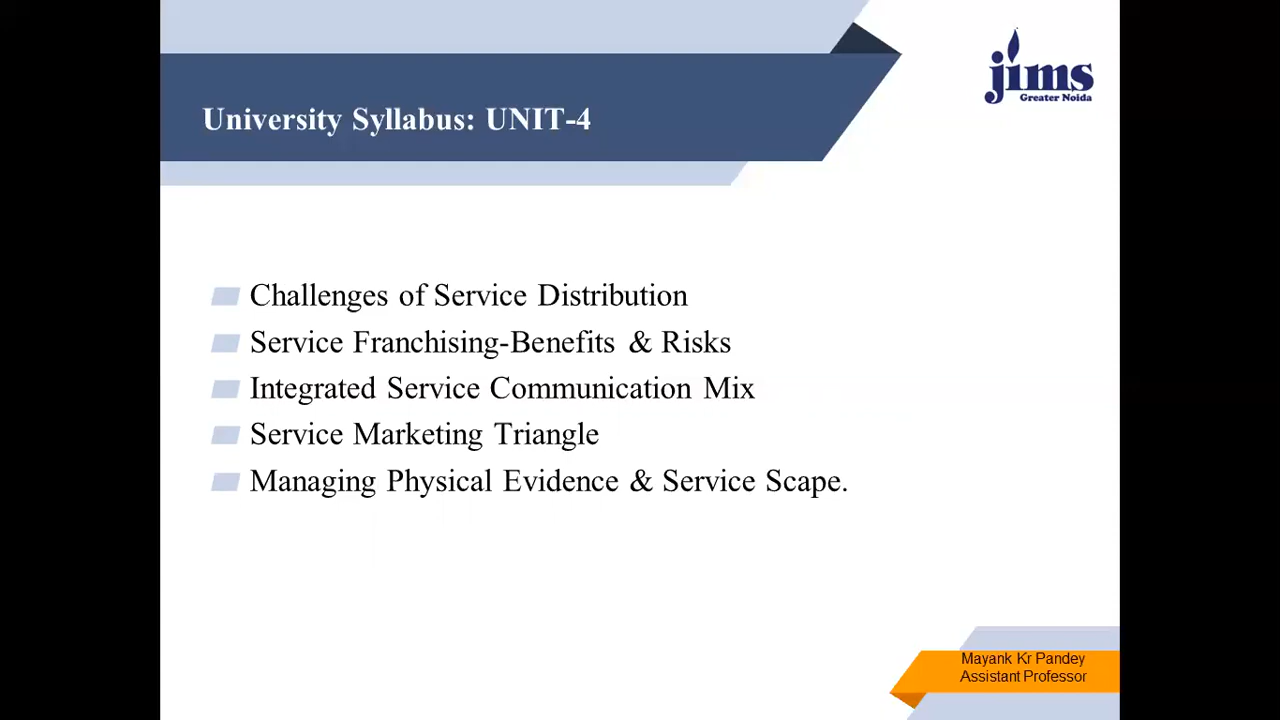 jims
Greater Noida
University Syllabus: UNIT-4
Challenges of Service Distribution
Service Franchising-Benefits & Risks
Integrated Service Communication Mix
Service Marketing Triangle
Managing Physical Evidence & Service Scape.
Mayank Kr Pandey
Assistant Professor